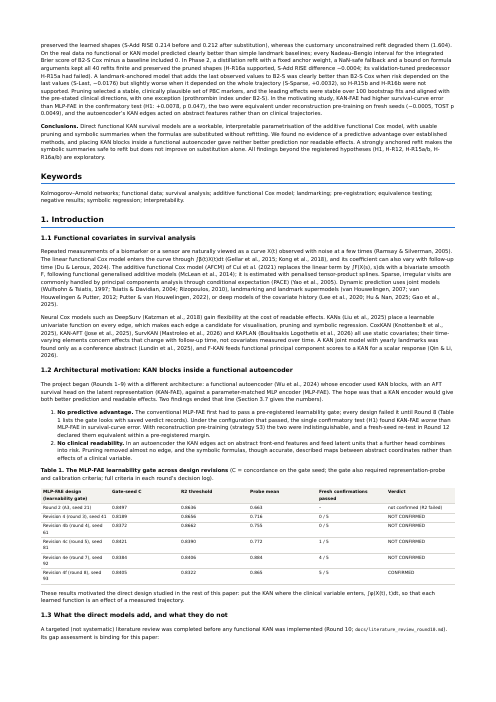 preserved the learned shapes (S-Add RISE 0.214 before and 0.212 after substitution), whereas the customary unconstrained refit degraded them (1.604).
On the real data no functional or KAN model predicted clearly better than simple landmark baselines; every Nadeau-Bengio interval for the integrated
Brier score of B2-S Cox minus a baseline included 0. In Phase 2, a distillation refit with a fixed anchor weight, a NaN-safe fallback and a bound on formula
arguments kept all 40 refits finite and preserved the pruned shapes (H-R16a supported, S-Add RISE difference −0.0004; its validation-tuned predecessor
H-R15a had failed). A landmark-anchored model that adds the last observed values to B2-S was clearly better than B2-S Cox when risk depended on the last
values (S-Last, −0.0176) but slightly worse when it depended on the whole trajectory (S-Sparse, +0.0032), so H-R15b and H-R16b were not
supported. Pruning selected a stable, clinically plausible set of PBC markers, and the leading effects were stable over 100 bootstrap fits and aligned with
the pre-stated clinical directions, with one exception (prothrombin index under B2-S). In the motivating study, KAN-FAE had higher survival-curve error
than MLP-FAE in the confirmatory test (H1: +0.0078, p 0.047), the two were equivalent under reconstruction pre-training on fresh seeds (−0.0005, TOST p
0.0049), and the autoencoder's KAN edges acted on abstract features rather than on clinical trajectories.
Conclusions. Direct functional KAN survival models are a workable, interpretable parametrisation of the additive functional Cox model, with usable
pruning and symbolic summaries when the formulas are substituted without refitting. We found no evidence of a predictive advantage over established
methods, and placing KAN blocks inside a functional autoencoder gave neither better prediction nor readable effects. A strongly anchored refit makes the
symbolic summaries safe to refit but does not improve on substitution alone. All findings beyond the registered hypotheses (H1, H-R12, H-R15a/b, H-
R16a/b) are exploratory.
Keywords
Kolmogorov–Arnold networks; functional data; survival analysis; additive functional Cox model; landmarking; pre-registration; equivalence testing;
negative results; symbolic regression; interpretability.
1. Introduction
1.1 Functional covariates in survival analysis
Repeated measurements of a biomarker or a sensor are naturally viewed as a curve X(t) observed with noise at a few times (Ramsay & Silverman, 2005).
The linear functional Cox model enters the curve through ∫β(t)X(t)dt (Gellar et al., 2015; Kong et al., 2018), and its coefficient can also vary with follow-up
time (Du & Leroux, 2024). The additive functional Cox model (AFCM) of Cui et al. (2021) replaces the linear term by ∫F(X(s), s)ds with a bivariate smooth
F, following functional generalised additive models (McLean et al., 2014); it is estimated with penalised tensor-product splines. Sparse, irregular visits are
commonly handled by principal components analysis through conditional expectation (PACE) (Yao et al., 2005). Dynamic prediction uses joint models
(Wulfsohn & Tsiatis, 1997; Tsiatis & Davidian, 2004; Rizopoulos, 2010), landmarking and landmark supermodels (van Houwelingen, 2007; van
Houwelingen & Putter, 2012; Putter & van Houwelingen, 2022), or deep models of the covariate history (Lee et al., 2020; Hu & Nan, 2025; Gao et al.,
2025).
Neural Cox models such as DeepSurv (Katzman et al., 2018) gain flexibility at the cost of readable effects. KANs (Liu et al., 2025) place a learnable
univariate function on every edge, which makes each edge a candidate for visualisation, pruning and symbolic regression. CoxKAN (Knottenbelt et al.,
2025), KAN-AFT (Jose et al., 2025), SurvKAN (Mastroleo et al., 2026) and KAPLAN (Boulitsakis Logothetis et al., 2026) all use static covariates; their time-
varying elements concern effects that change with follow-up time, not covariates measured over time. A KAN joint model with yearly landmarks was
found only as a conference abstract (Lundin et al., 2025), and F-KAN feeds functional principal component scores to a KAN for a scalar response (Qin & Li,
2026).
1.2 Architectural motivation: KAN blocks inside a functional autoencoder
The project began (Rounds 1–9) with a different architecture: a functional autoencoder (Wu et al., 2024) whose encoder used KAN blocks, with an AFT
survival head on the latent representation (KAN-FAE), against a parameter-matched MLP encoder (MLP-FAE). The hope was that a KAN encoder would
give both better prediction and readable effects. Two findings ended this line (Section 3.7 gives the numbers).
1. No predictive advantage. The conventional MLP-FAE first had to pass a pre-registered learnability gate; every design failed it until Round 8 (Table
1 lists the gate looks with saved verdict records). Under the configuration that passed, the single confirmatory test (H1) found KAN-FAE worse than
MLP-FAE in survival-curve error. With reconstruction pre-training (strategy S3) the two were indistinguishable, and a fresh-seed re-test in Round 12
declared them equivalent within a pre-registered margin.
2. No clinical readability. In an autoencoder the KAN edges act on abstract front-end features and feed latent units that a further head combines
into risk. Pruning removed almost no edge, and the symbolic formulas, though accurate, described maps between abstract coordinates rather than
effects of a clinical variable.
Table 1. The MLP-FAE learnability gate across design revisions (C = concordance on the gate seed; the gate also required representation-probe
and calibration criteria; full criteria in each round's decision log).
MLP-FAE design (learnability gate) Gate-seed C R2 threshold Probe mean Fresh confirmations passed Verdict
Round 2 (A3, seed 21) 0.8497 0.8636 0.663 – not confirmed (R2 failed)
Revision 4 (round 3), seed 41 0.8189 0.8656 0.716 0 / 5 NOT CONFIRMED
Revision 4b (round 4), seed 61 0.8372 0.8662 0.755 0 / 5 NOT CONFIRMED
Revision 4c (round 5), seed 81 0.8421 0.8390 0.772 1 / 5 NOT CONFIRMED
Revision 4e (round 7), seed 92 0.8384 0.8406 0.884 4 / 5 NOT CONFIRMED
Revision 4f (round 8), seed 93 0.8405 0.8322 0.865 5 / 5 CONFIRMED
These results motivated the direct design studied in the rest of this paper: put the KAN where the clinical variable enters, ∫φ(X(t), t)dt, so that each
learned function is an effect of a measured trajectory.
1.3 What the direct models add, and what they do not
A targeted (not systematic) literature review was completed before any functional KAN was implemented (Round 10; docs/literature_review_round10.md).
Its gap assessment is binding for this paper: